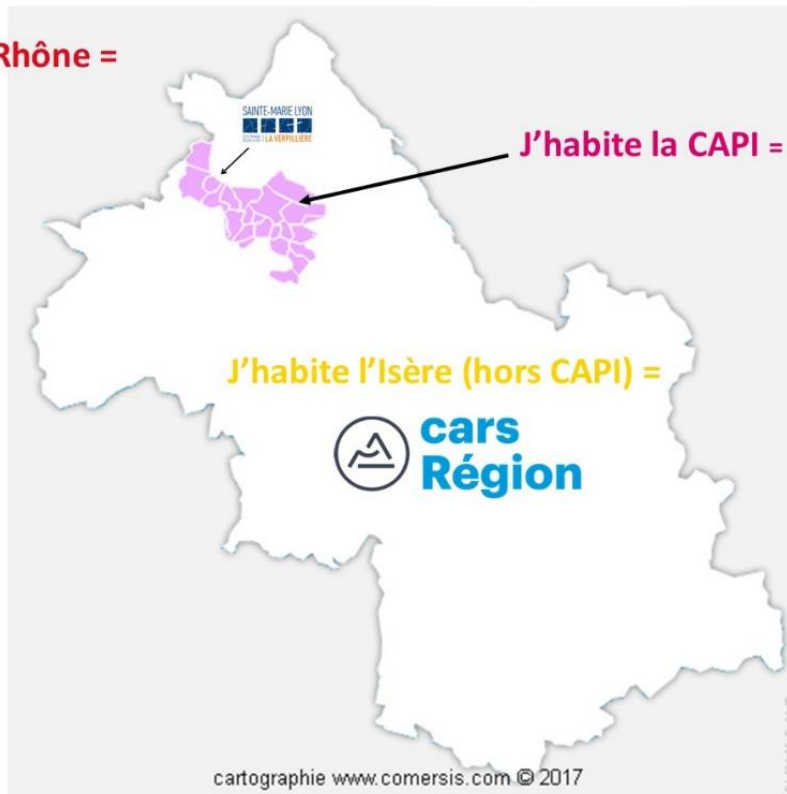 Rhône =
SAINTE-MARIE LYON
LA VERPILLIÈRE
J'habite la CAPI =
J'habite l'Isère (hors CAPI) =
cars
Région
cartographie www.comersis.com © 2017